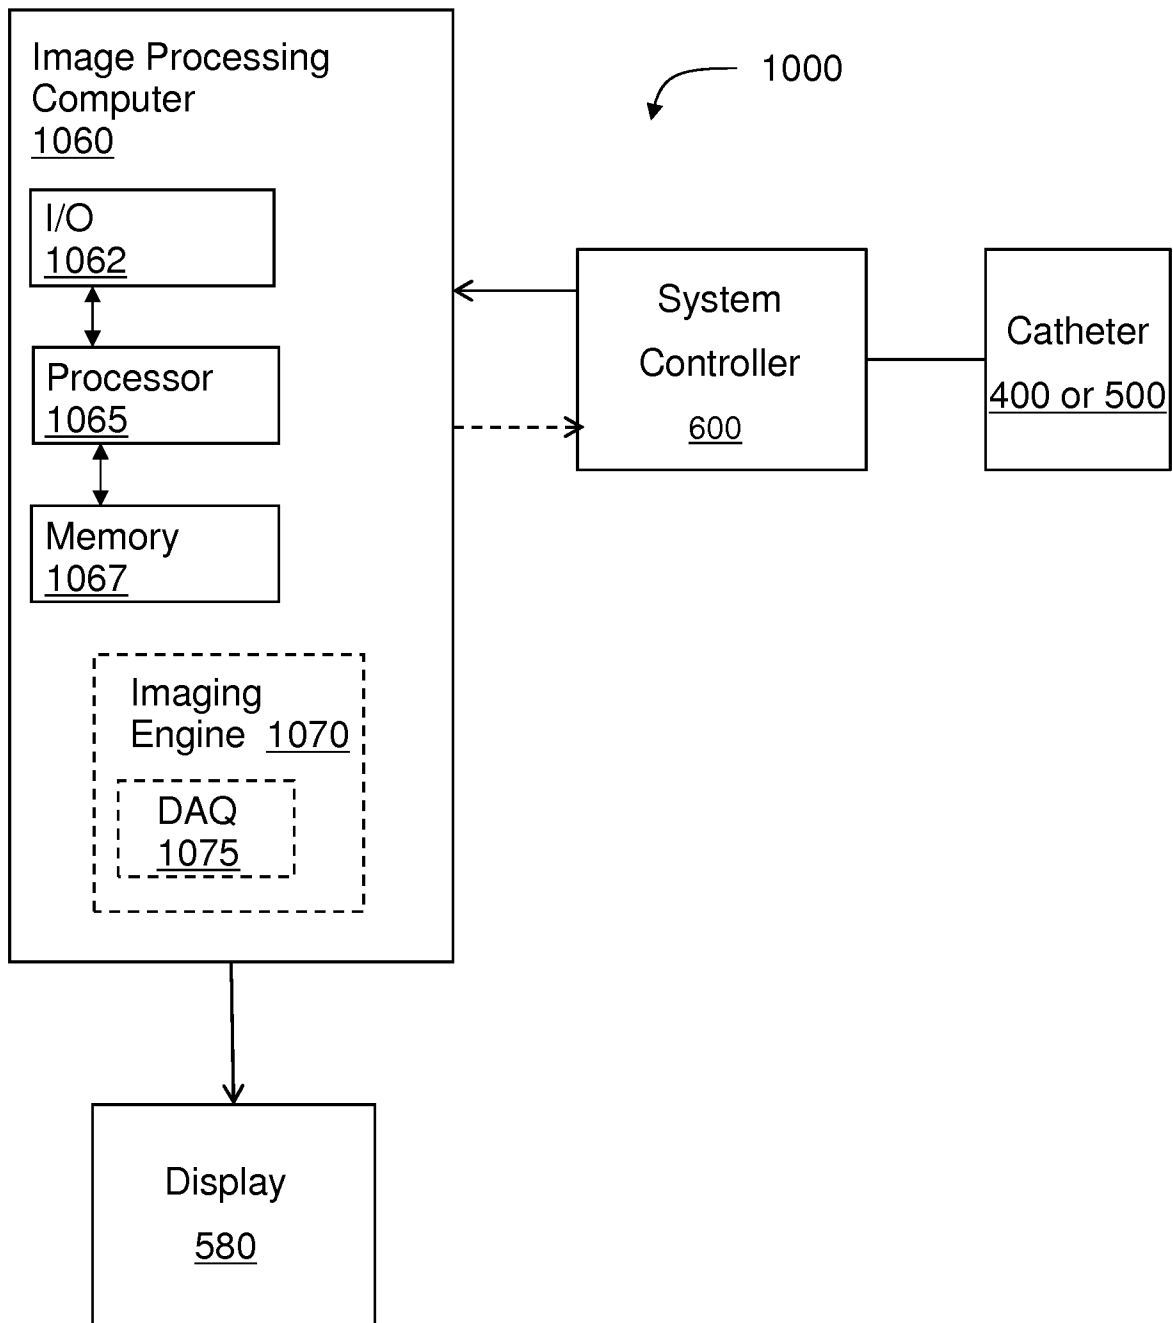 Image Processing
Computer
1060
1000
I/O
1062
Processor
1065
Memory
1067
Imaging
Engine 1070
DAQ
1075
System
Controller
600
Catheter
400 or 500
Display
580